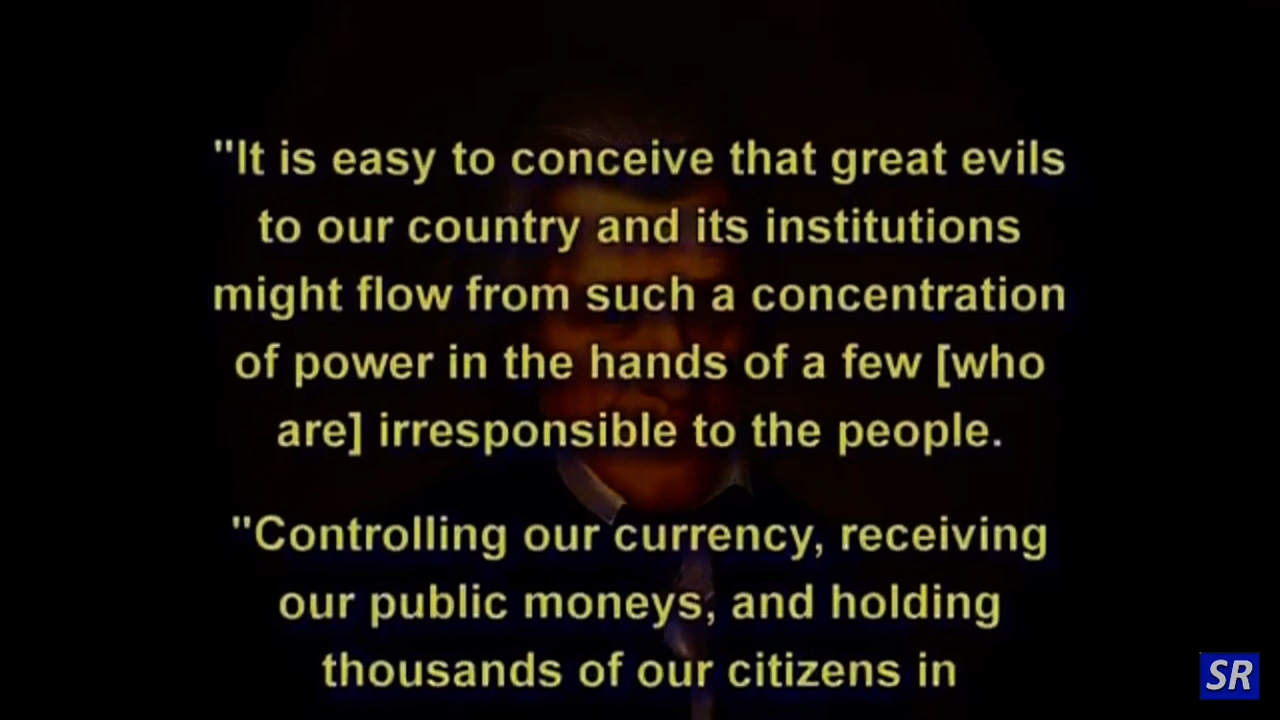 "It is easy to conceive that great evils
to our country and its institutions
might flow from such a concentration
of power in the hands of a few [who
are] irresponsible to the people.
"Controlling our currency, receiving
our public moneys, and holding
thousands of our citizens in
SR